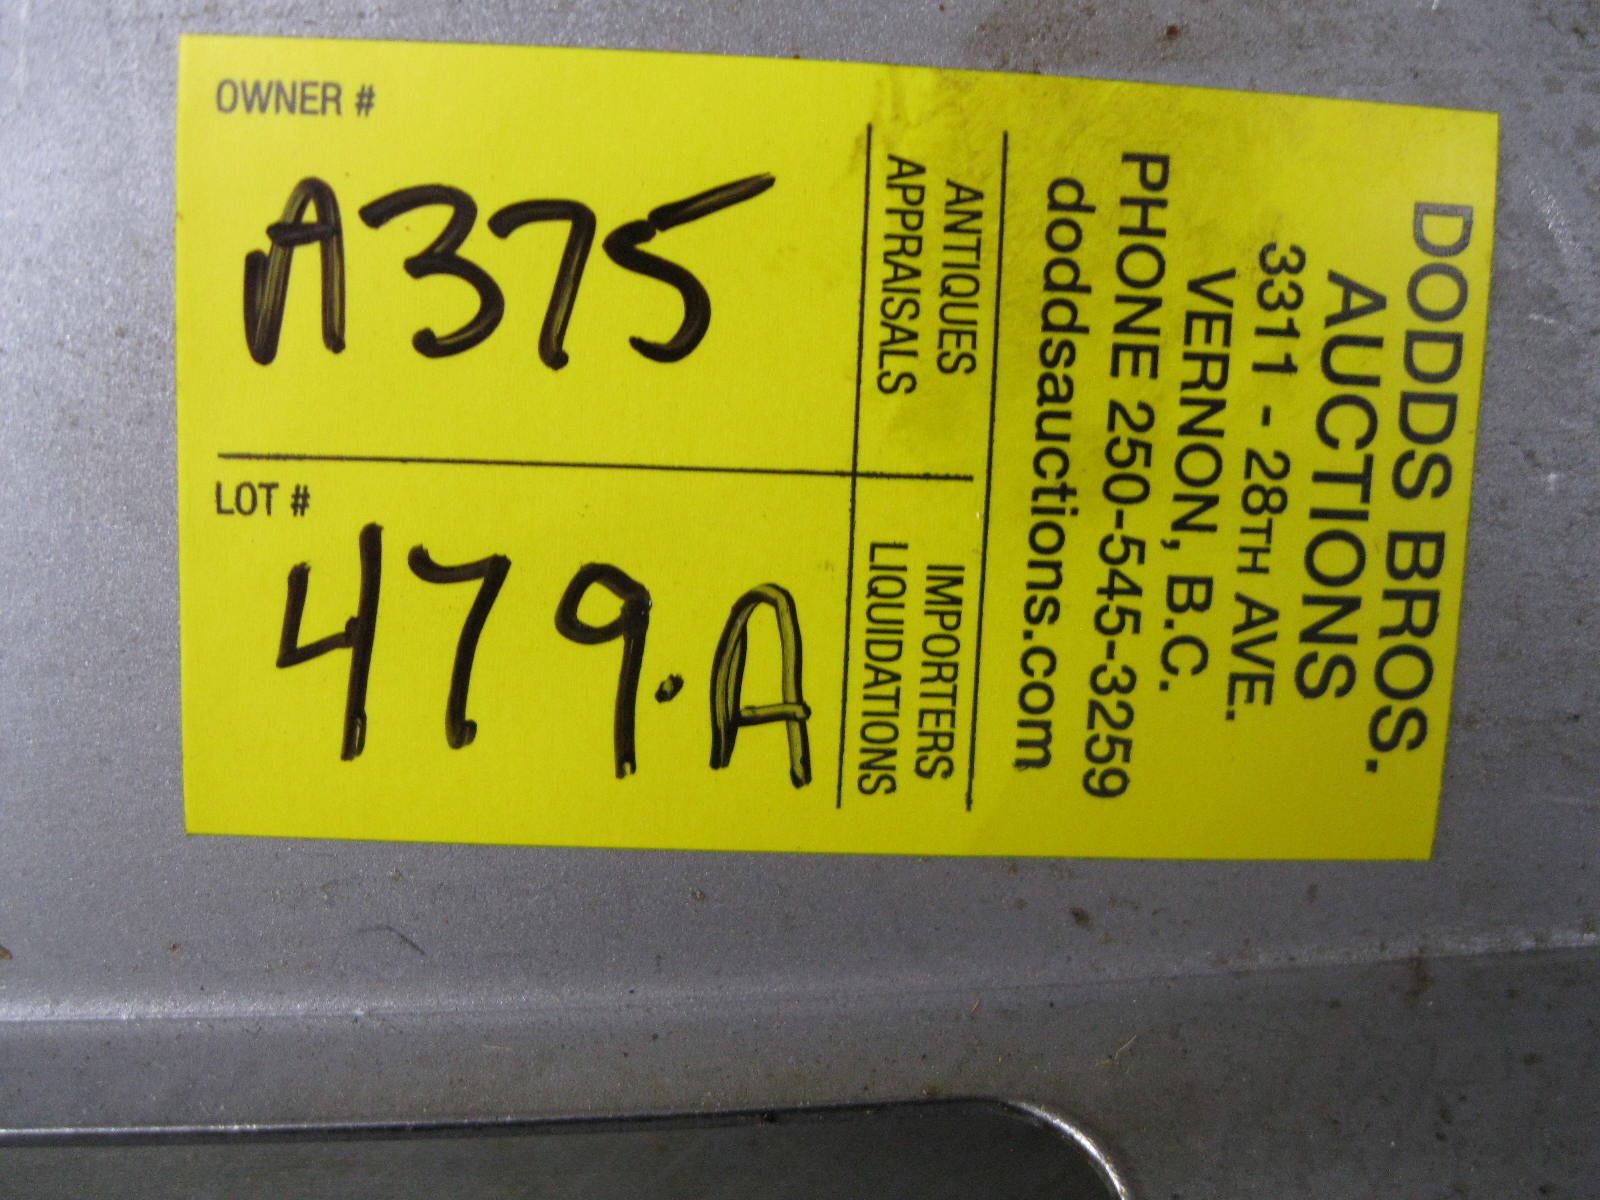 OWNER #
A375
LOT #
479.A
DODDS BROS.
AUCTIONS
3311 - 28TH AVE.
VERNON, B.C.
PHONE 250-545-3259
doddsauctions.com
ANTIQUES
APPRAISALS
IMPORTERS
LIQUIDATIONS